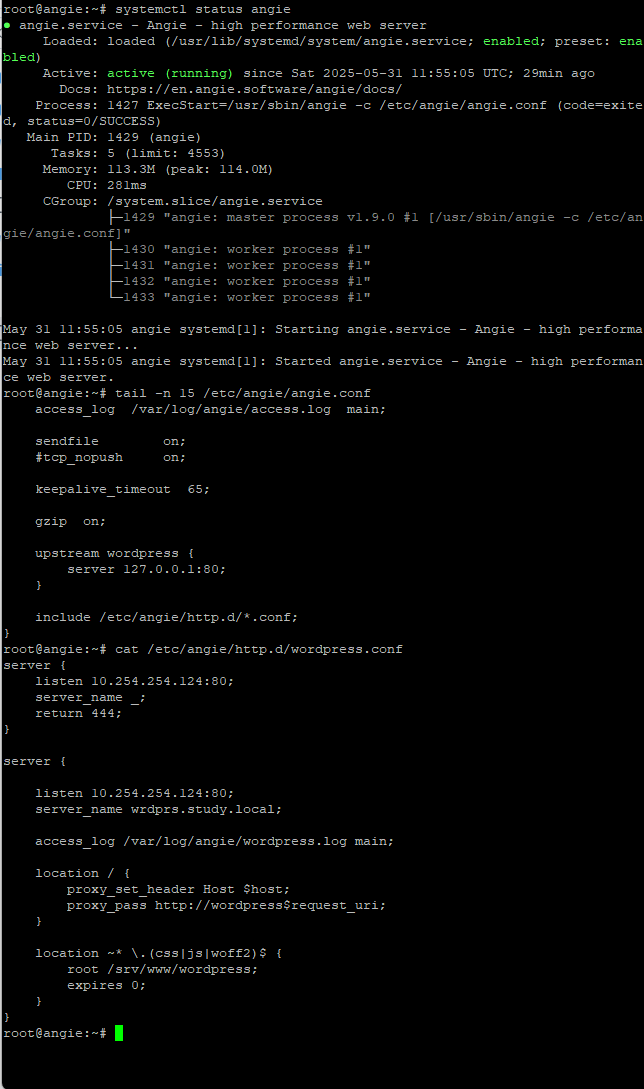 root@angie:~# systemctl status angie
● angie.service - Angie - high performance web server
     Loaded: loaded (/usr/lib/systemd/system/angie.service; enabled; preset: ena
bled)
     Active: active (running) since Sat 2025-05-31 11:55:05 UTC; 29min ago
       Docs: https://en.angie.software/angie/docs/
    Process: 1427 ExecStart=/usr/sbin/angie -c /etc/angie/angie.conf (code=exite
d, status=0/SUCCESS)
   Main PID: 1429 (angie)
      Tasks: 5 (limit: 4553)
     Memory: 113.3M (peak: 114.0M)
        CPU: 281ms
     CGroup: /system.slice/angie.service
             ├─1429 "angie: master process v1.9.0 #1 [/usr/sbin/angie -c /etc/an
gie/angie.conf]"
             ├─1430 "angie: worker process #1"
             ├─1431 "angie: worker process #1"
             ├─1432 "angie: worker process #1"
             └─1433 "angie: worker process #1"

May 31 11:55:05 angie systemd[1]: Starting angie.service - Angie - high performa
nce web server...
May 31 11:55:05 angie systemd[1]: Started angie.service - Angie - high performan
ce web server.
root@angie:~# tail -n 15 /etc/angie/angie.conf
    access_log  /var/log/angie/access.log  main;

    sendfile        on;
    #tcp_nopush     on;

    keepalive_timeout  65;

    gzip  on;

    upstream wordpress {
        server 127.0.0.1:80;
    }

    include /etc/angie/http.d/*.conf;
}
root@angie:~# cat /etc/angie/http.d/wordpress.conf
server {
    listen 10.254.254.124:80;
    server_name _;
    return 444;
}

server {

    listen 10.254.254.124:80;
    server_name wrdprs.study.local;

    access_log /var/log/angie/wordpress.log main;

    location / {
        proxy_set_header Host $host;
        proxy_pass http://wordpress$request_uri;
    }

    location ~* \.(css|js|woff2)$ {
        root /srv/www/wordpress;
        expires 0;
    }
}
root@angie:~#